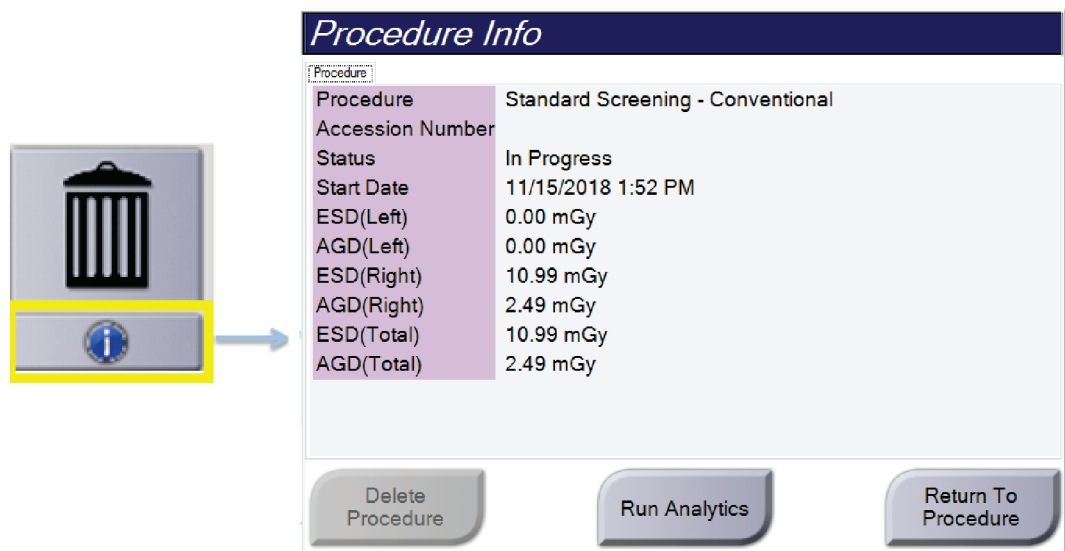 Procedure Info
Procedure
Procedure Standard Screening - Conventional
Accession Number
Status In Progress
Start Date 11/15/2018 1:52 PM
ESD(Left) 0.00 mGy
AGD(Left) 0.00 mGy
ESD(Right) 10.99 mGy
AGD(Right) 2.49 mGy
ESD(Total) 10.99 mGy
AGD(Total) 2.49 mGy
i
Delete
Procedure
Run Analytics
Return To
Procedure